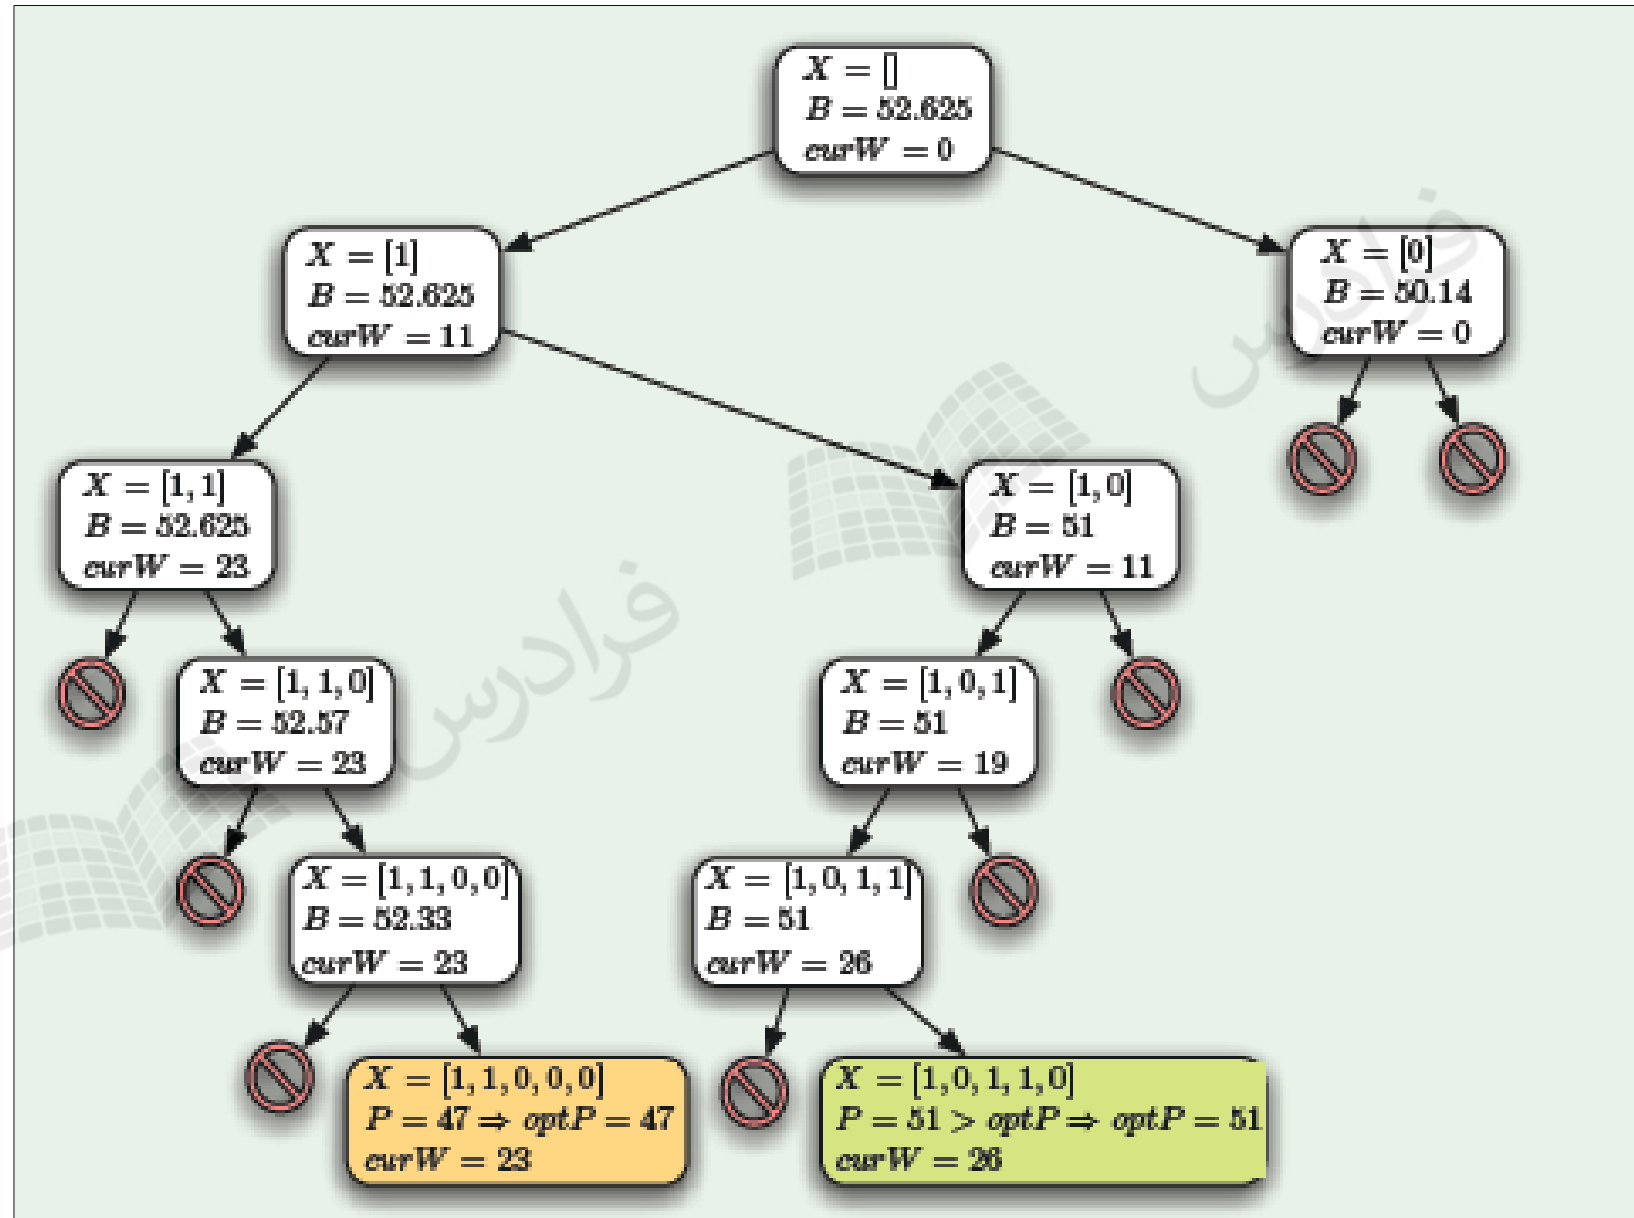 X = []
B = 52.625
curW = 0
X = [1]
B = 52.625
curW = 11
X = [0]
B = 50.14
curW = 0
X = [1, 1]
B = 52.625
curW = 23
X = [1, 0]
B = 51
curW = 11
X = [1, 1, 0]
B = 52.57
curW = 23
X = [1, 0, 1]
B = 51
curW = 19
X = [1, 1, 0, 0]
B = 52.33
curW = 23
X = [1, 0, 1, 1]
B = 51
curW = 26
X = [1, 1, 0, 0, 0]
P = 47 ⇒ optP = 47
curW = 23
X = [1, 0, 1, 1, 0]
P = 51 > optP ⇒ optP = 51
curW = 26
فرادرس
فرادرس